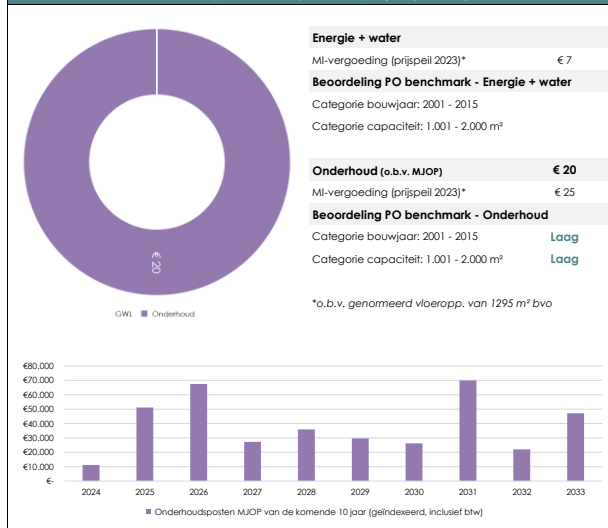 Energie + water
MI-vergoeding (prijspeil 2023)* € 7
Beoordeling PO benchmark - Energie + water
Categorie bouwjaar: 2001 - 2015
Categorie capaciteit: 1.001 - 2.000 m²
Onderhoud (o.b.v. MJOP) € 20
MI-vergoeding (prijspeil 2023)* € 25
Beoordeling PO benchmark - Onderhoud
Categorie bouwjaar: 2001 - 2015 Laag
Categorie capaciteit: 1.001 - 2.000 m² Laag
*o.b.v. genormeerd vloeropp. van 1295 m² bvo
€ 20
GWL Onderhoud
€80.000
€70.000
€60.000
€50.000
€40.000
€30.000
€20.000
€10.000
€-
2024 2025 2026 2027 2028 2029 2030 2031 2032 2033
Onderhoudsposten MJOP van de komende 10 jaar (geïndexeerd, inclusief btw)